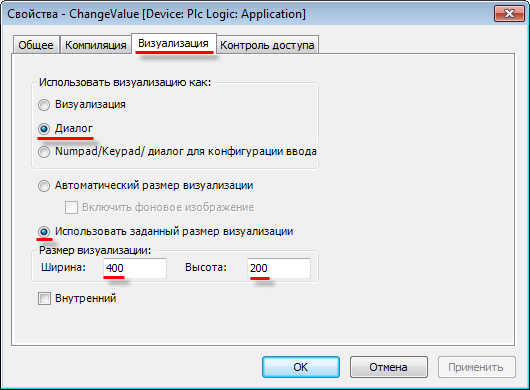 Свойства - ChangeValue [Device: Plc Logic: Application]
Общее Компиляция Визуализация Контроль доступа
Использовать визуализацию как:
Визуализация
Диалог
Numpad/Keypad/ диалог для конфигурации ввода
Автоматический размер визуализации
Включить фоновое изображение
Использовать заданный размер визуализации
Размер визуализации:
Ширина: 400 Высота: 200
Внутренний
OK Отмена Применить